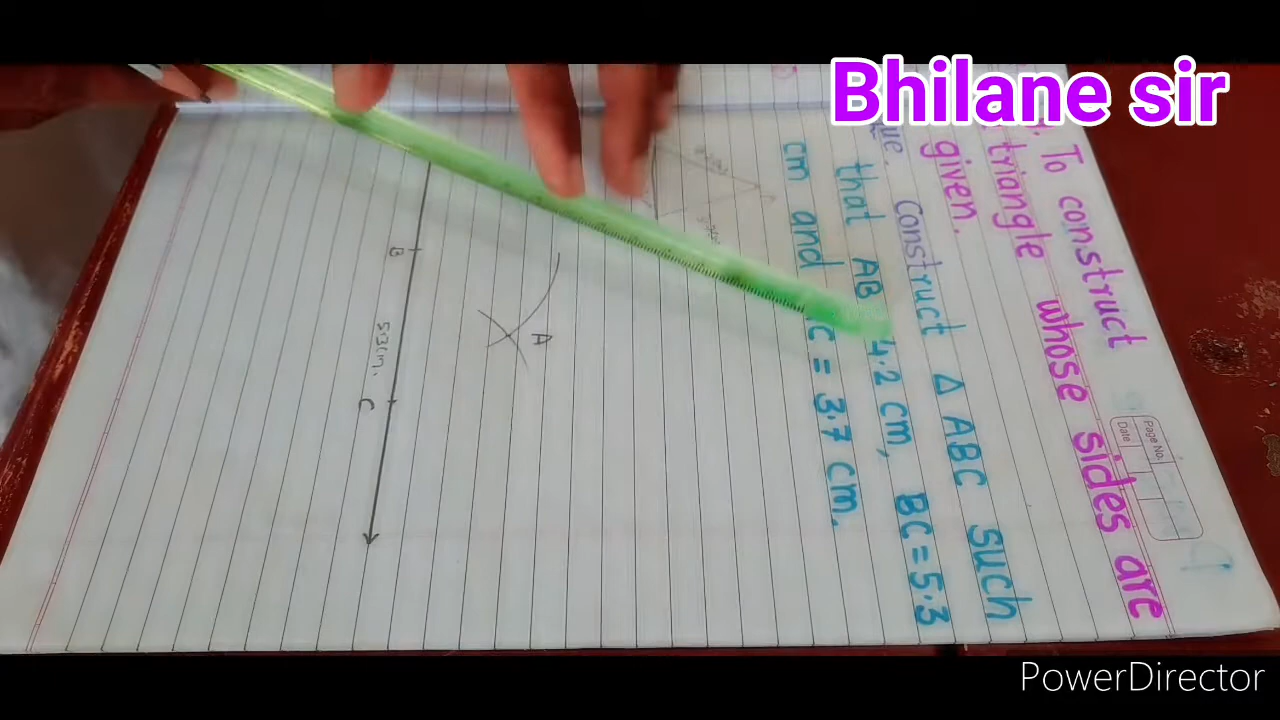 Bhilane sir
To construct
triangle whose sides are
given.
que. Construct Δ ABC such
that AB 4.2 cm, BC = 5.3
cm and C = 3.7 cm.
Page No.
Date
A
B
5.3 cm.
C
PowerDirector